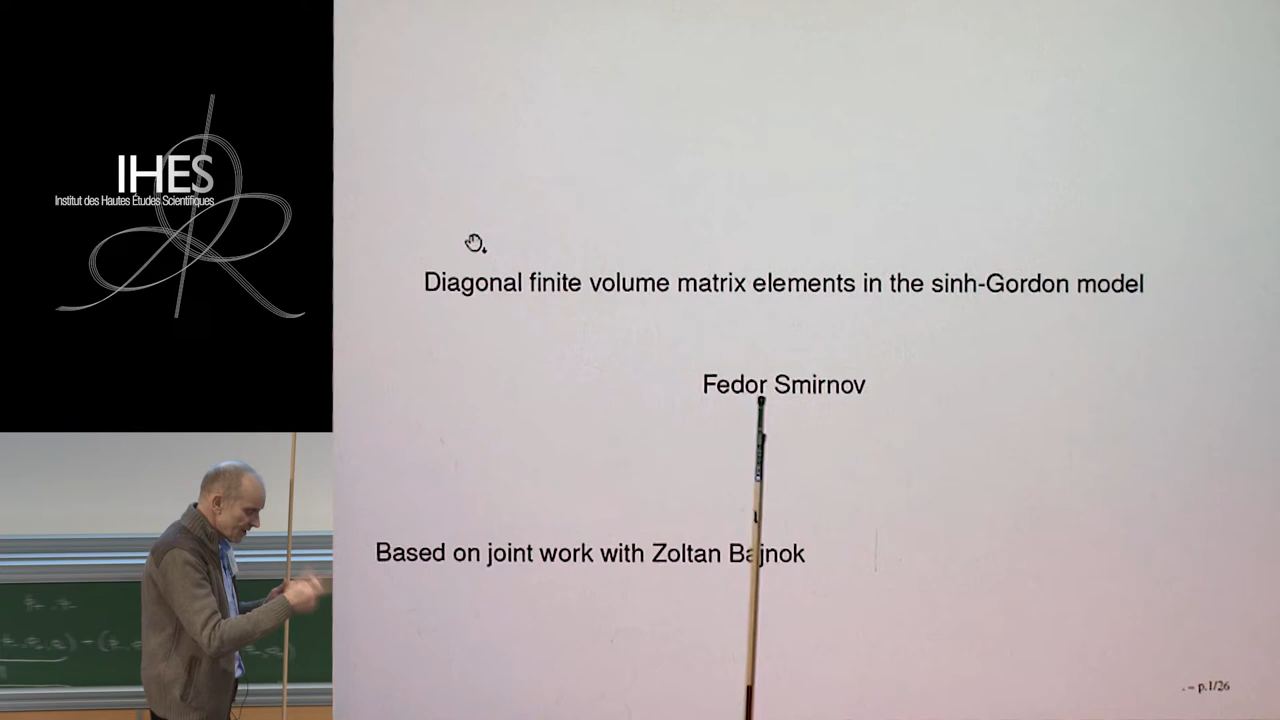 IHES
Institut des Hautes Études Scientifiques
Diagonal finite volume matrix elements in the sinh-Gordon model
Fedor Smirnov
Based on joint work with Zoltan Bajnok
. – p.1/26